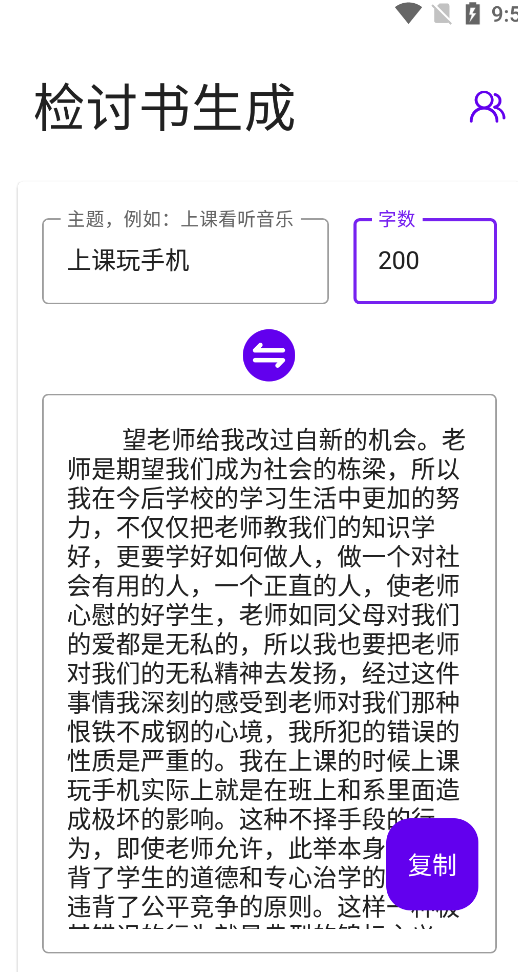 9:5
检讨书生成
主题，例如：上课看听音乐
字数
上课玩手机
200
望老师给我改过自新的机会。老
师是期望我们成为社会的栋梁，所以
我在今后学校的学习生活中更加的努
力，不仅仅把老师教我们的知识学
好，更要学好如何做人，做一个对社
会有用的人，一个正直的人，使老师
心慰的好学生，老师如同父母对我们
的爱都是无私的，所以我也要把老师
对我们的无私精神去发扬，经过这件
事情我深刻的感受到老师对我们那种
恨铁不成钢的心境，我所犯的错误的
性质是严重的。我在上课的时候上课
玩手机实际上就是在班上和系里面造
成极坏的影响。这种不择手段的行
为，即使老师允许，此举本身
背了学生的道德和专心治学的
违背了公平竞争的原则。这样一种极
复制